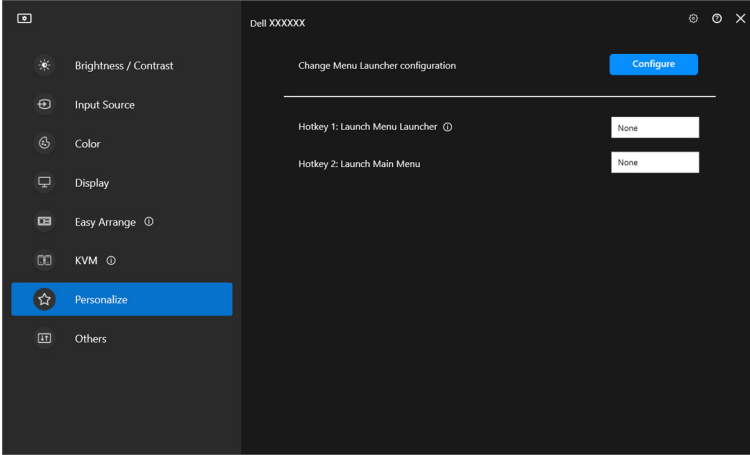 Dell XXXXXX
Brightness / Contrast
Input Source
Color
Display
Easy Arrange
KVM
Personalize
Others
Change Menu Launcher configuration
Configure
Hotkey 1: Launch Menu Launcher
None
Hotkey 2: Launch Main Menu
None